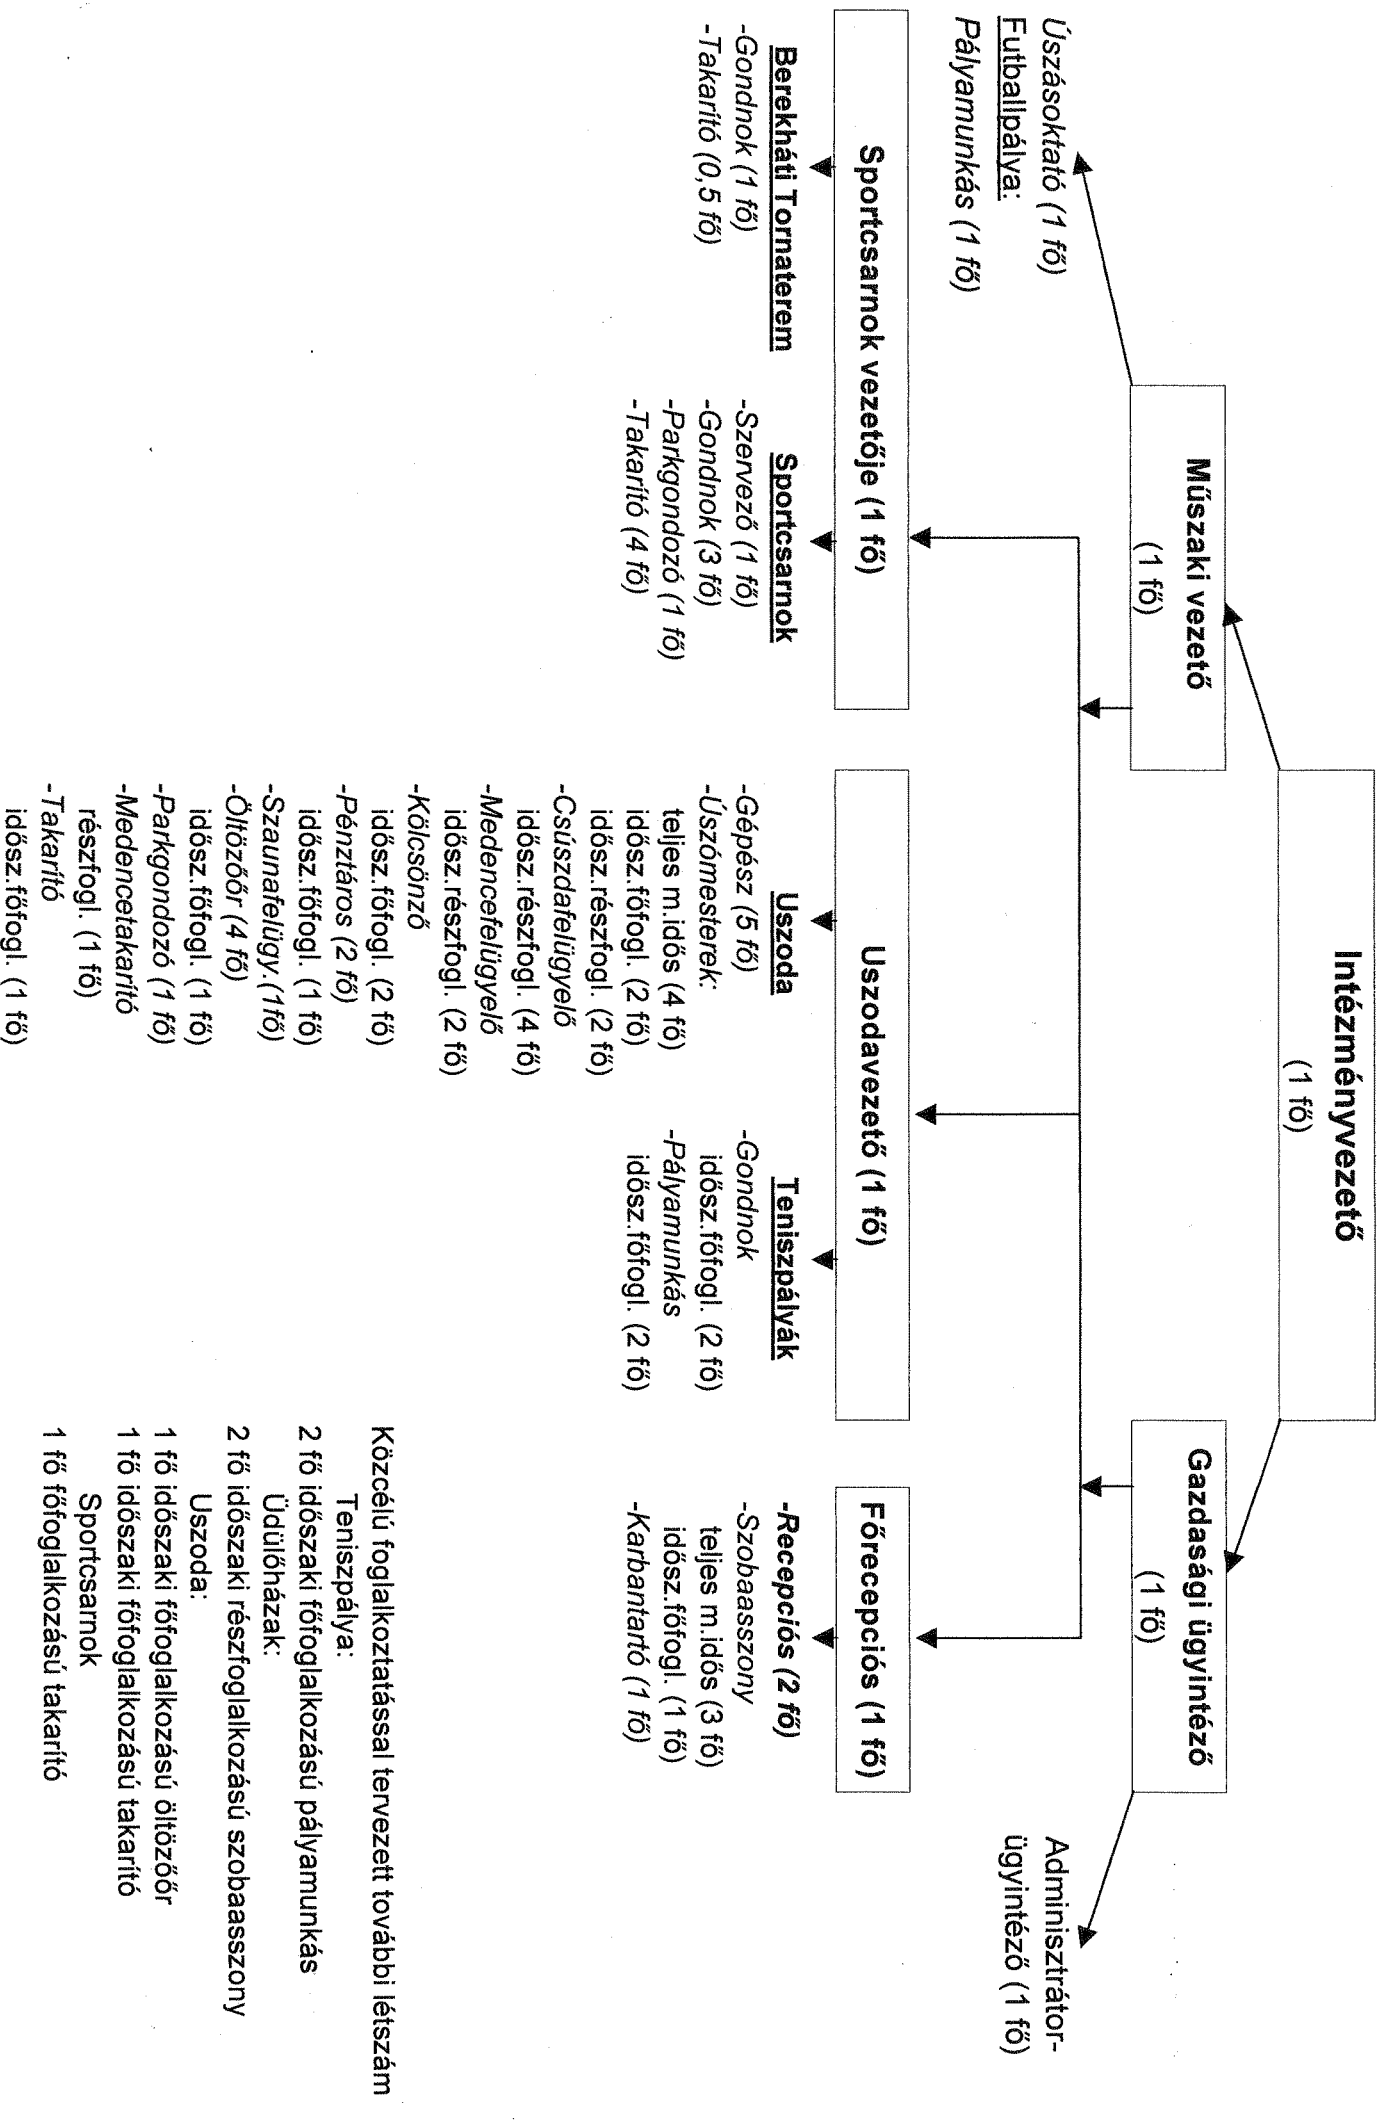 Intézményvezető
(1 fő)
Műszaki vezető
(1 fő)
Gazdasági ügyintéző
(1 fő)
Úszásoktató (1 fő)
Futballpálya:
Pályamunkás (1 fő)
Adminisztrátor-
ügyintéző (1 fő)
Sportcsarnok vezetője (1 fő)
Uszodavezető (1 fő)
Főrecepciós (1 fő)
Berekháti Tornaterem
-Gondnok (1 fő)
-Takarító (0,5 fő)
Sportcsarnok
-Szervező (1 fő)
-Gondnok (3 fő)
-Parkgondozó (1 fő)
-Takarító (4 fő)
Uszoda
-Gépész (5 fő)
-Úszómesterek:
teljes m.idős (4 fő)
idősz.főfogl. (2 fő)
idősz.részfogl. (2 fő)
-Csúszdafelügyelő
idősz.részfogl. (4 fő)
-Medencefelügyelő
idősz.részfogl. (2 fő)
-Kölcsönző
idősz.főfogl. (2 fő)
-Pénztáros (2 fő)
idősz.főfogl. (1 fő)
-Szaunafelügy.(1fő)
-Öltözőőr (4 fő)
idősz.főfogl. (1 fő)
-Parkgondozó (1 fő)
-Medencetakarító
részfogl. (1 fő)
-Takarító
idősz.főfogl. (1 fő)
Teniszpályák
-Gondnok
idősz.főfogl. (2 fő)
-Pályamunkás
idősz.főfogl. (2 fő)
-Recepciós (2 fő)
-Szobaasszony
teljes m.idős (3 fő)
idősz.főfogl. (1 fő)
-Karbantartó (1 fő)
Közcélú foglalkoztatással tervezett további létszám
Teniszpálya:
2 fő időszaki főfoglalkozású pályamunkás
Üdülőházak:
2 fő időszaki részfoglalkozású szobaasszony
Uszoda:
1 fő időszaki főfoglalkozású öltözőőr
1 fő időszaki főfoglalkozású takarító
Sportcsarnok
1 fő főfoglalkozású takarító